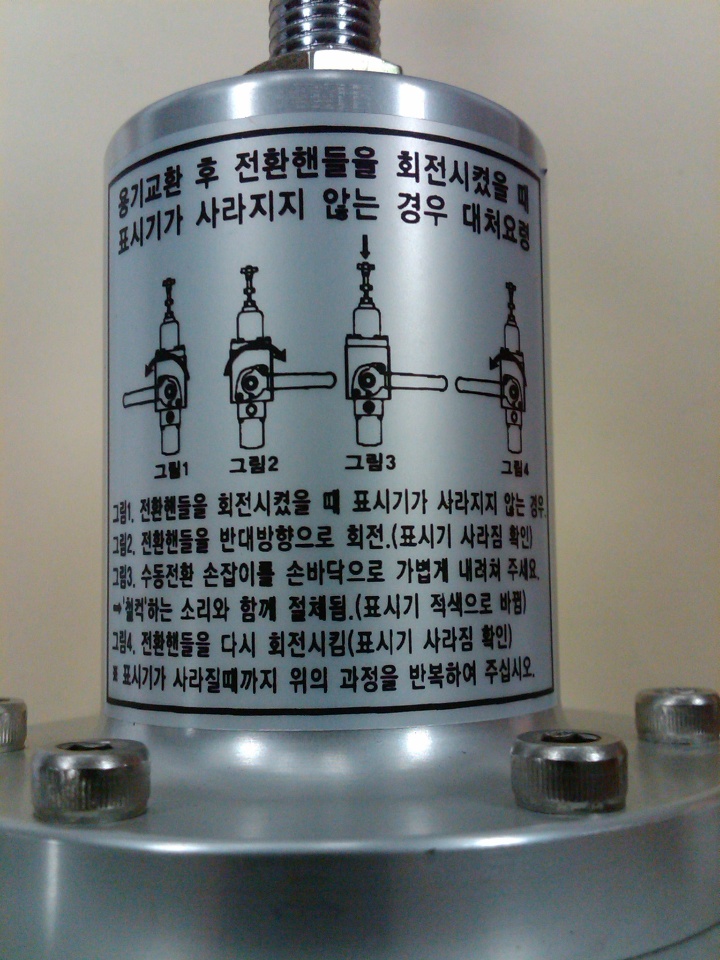 용기교환 후 전환핸들을 회전시켰을 때
표시기가 사라지지 않는 경우 대처요령
그림1 그림2 그림3 그림4
그림1. 전환핸들을 회전시켰을 때 표시기가 사라지지 않는 경우.
그림2. 전환핸들을 반대방향으로 회전.(표시기 사라짐 확인)
그림3. 수동전환 손잡이를 손바닥으로 가볍게 내려쳐 주세요.
➡'철컥'하는 소리와 함께 절체됨.(표시기 적색으로 바뀜)
그림4. 전환핸들을 다시 회전시킴(표시기 사라짐 확인)
※ 표시기가 사라질때까지 위의 과정을 반복하여 주십시오.